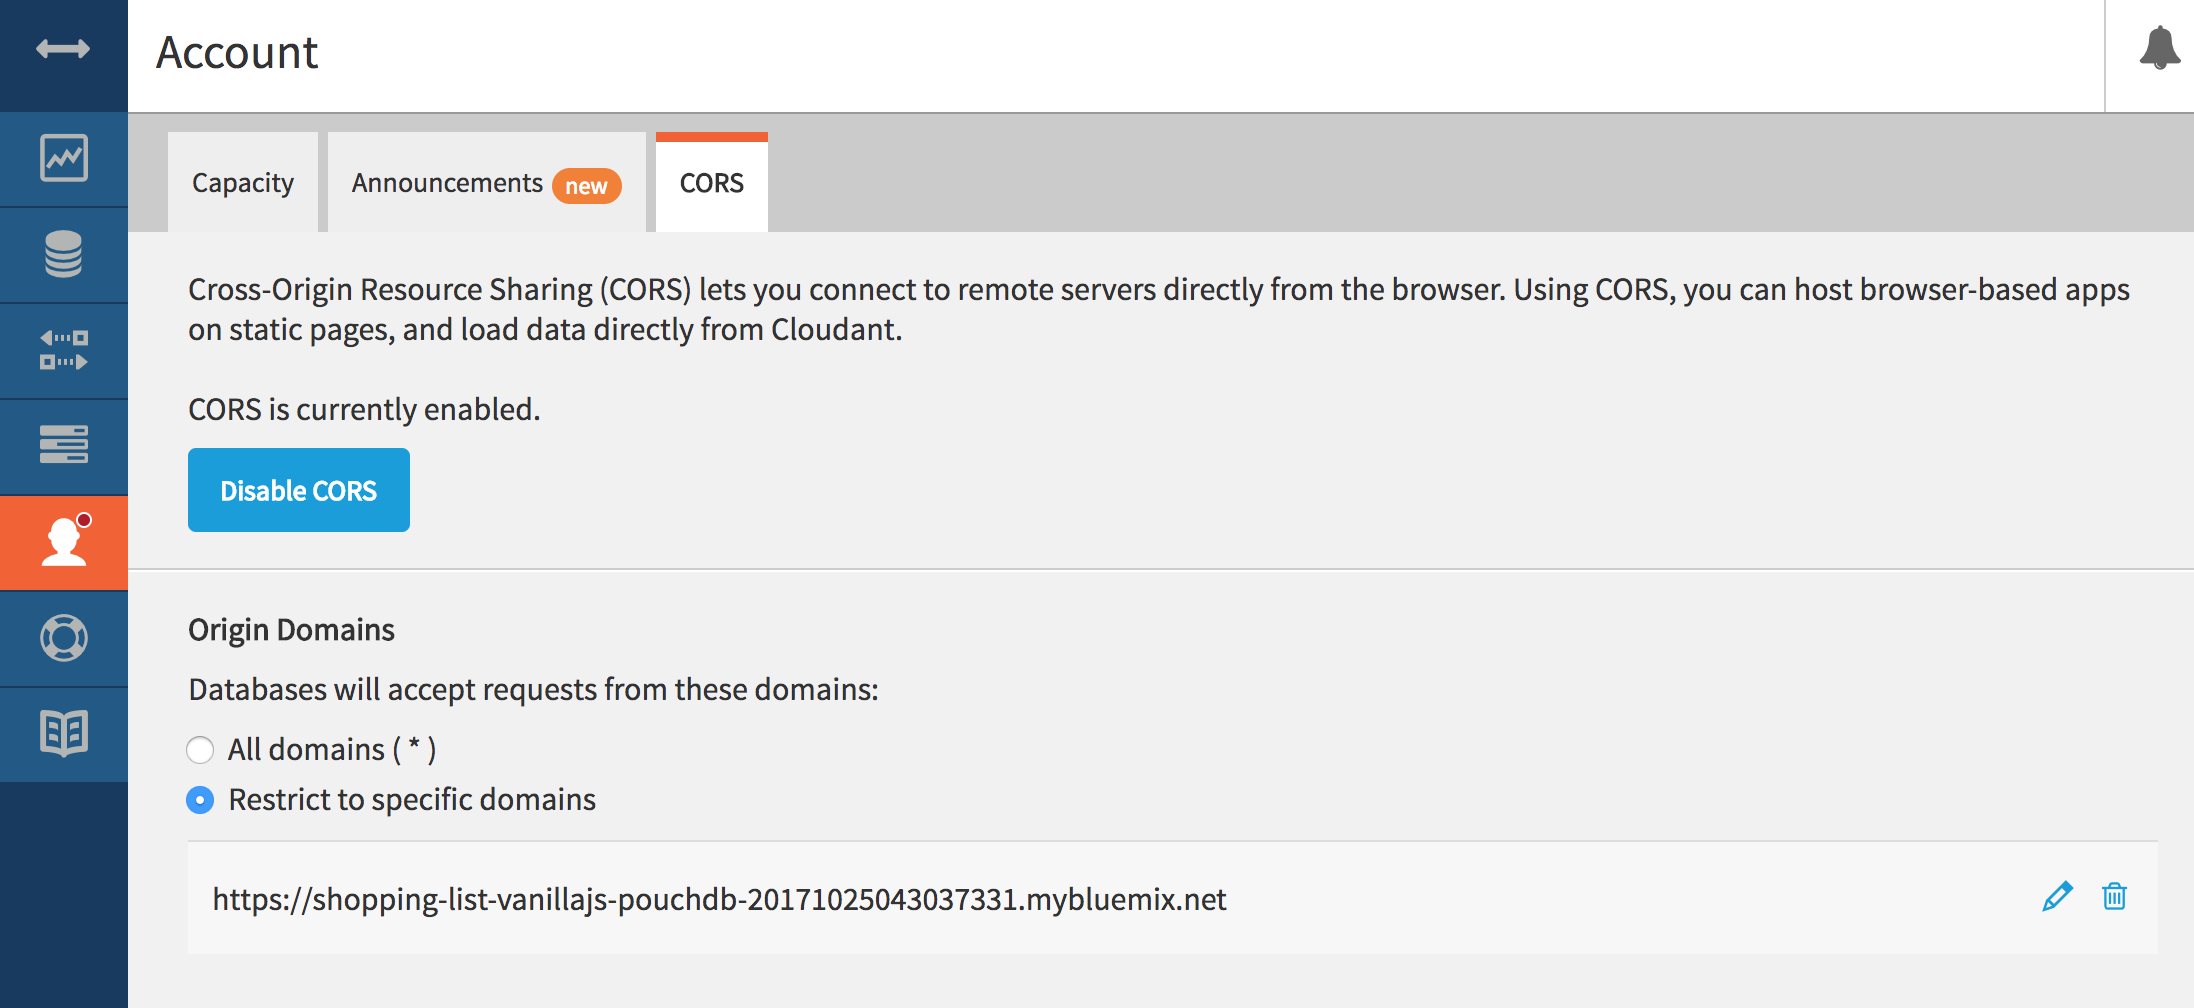 Account
Capacity
Announcements new
CORS
Cross-Origin Resource Sharing (CORS) lets you connect to remote servers directly from the browser. Using CORS, you can host browser-based apps
on static pages, and load data directly from Cloudant.
CORS is currently enabled.
Disable CORS
Origin Domains
Databases will accept requests from these domains:
All domains ( * )
Restrict to specific domains
https://shopping-list-vanillajs-pouchdb-20171025043037331.mybluemix.net